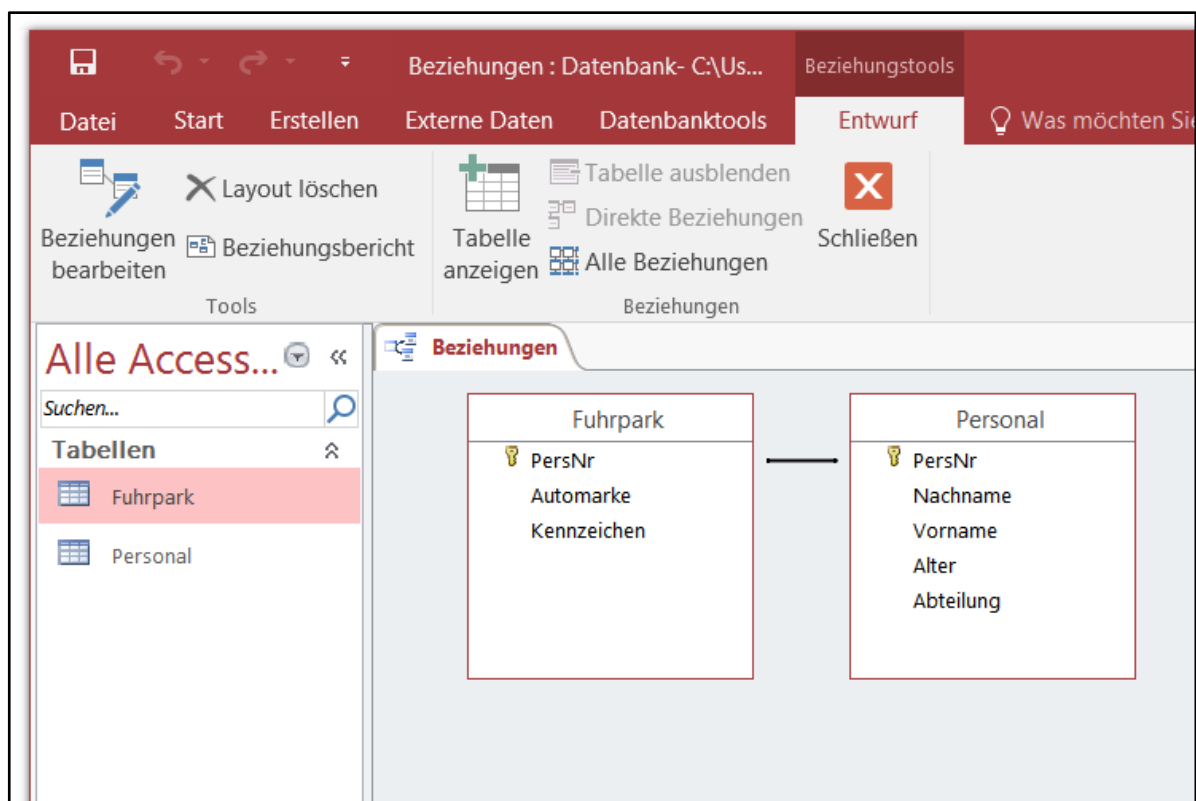 Beziehungen : Datenbank- C:\Us...
Beziehungstools
Datei Start Erstellen Externe Daten Datenbanktools Entwurf Was möchten Sie
Beziehungen
bearbeiten
Layout löschen
Beziehungsbericht
Tools
Tabelle
anzeigen
Tabelle ausblenden
Direkte Beziehungen
Alle Beziehungen
Schließen
Beziehungen
Alle Access...
Suchen...
Tabellen
Fuhrpark
Personal
Beziehungen
Fuhrpark
PersNr
Automarke
Kennzeichen
Personal
PersNr
Nachname
Vorname
Alter
Abteilung